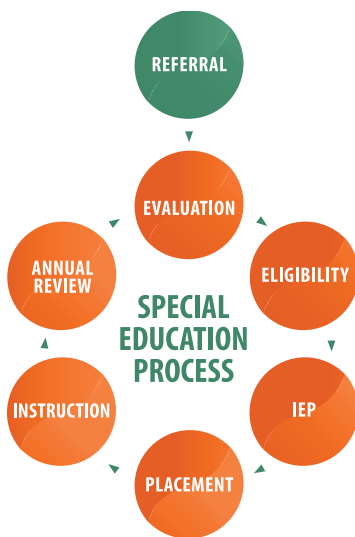 REFERRAL
EVALUATION
ELIGIBILITY
IEP
PLACEMENT
INSTRUCTION
ANNUAL
REVIEW
SPECIAL
EDUCATION
PROCESS